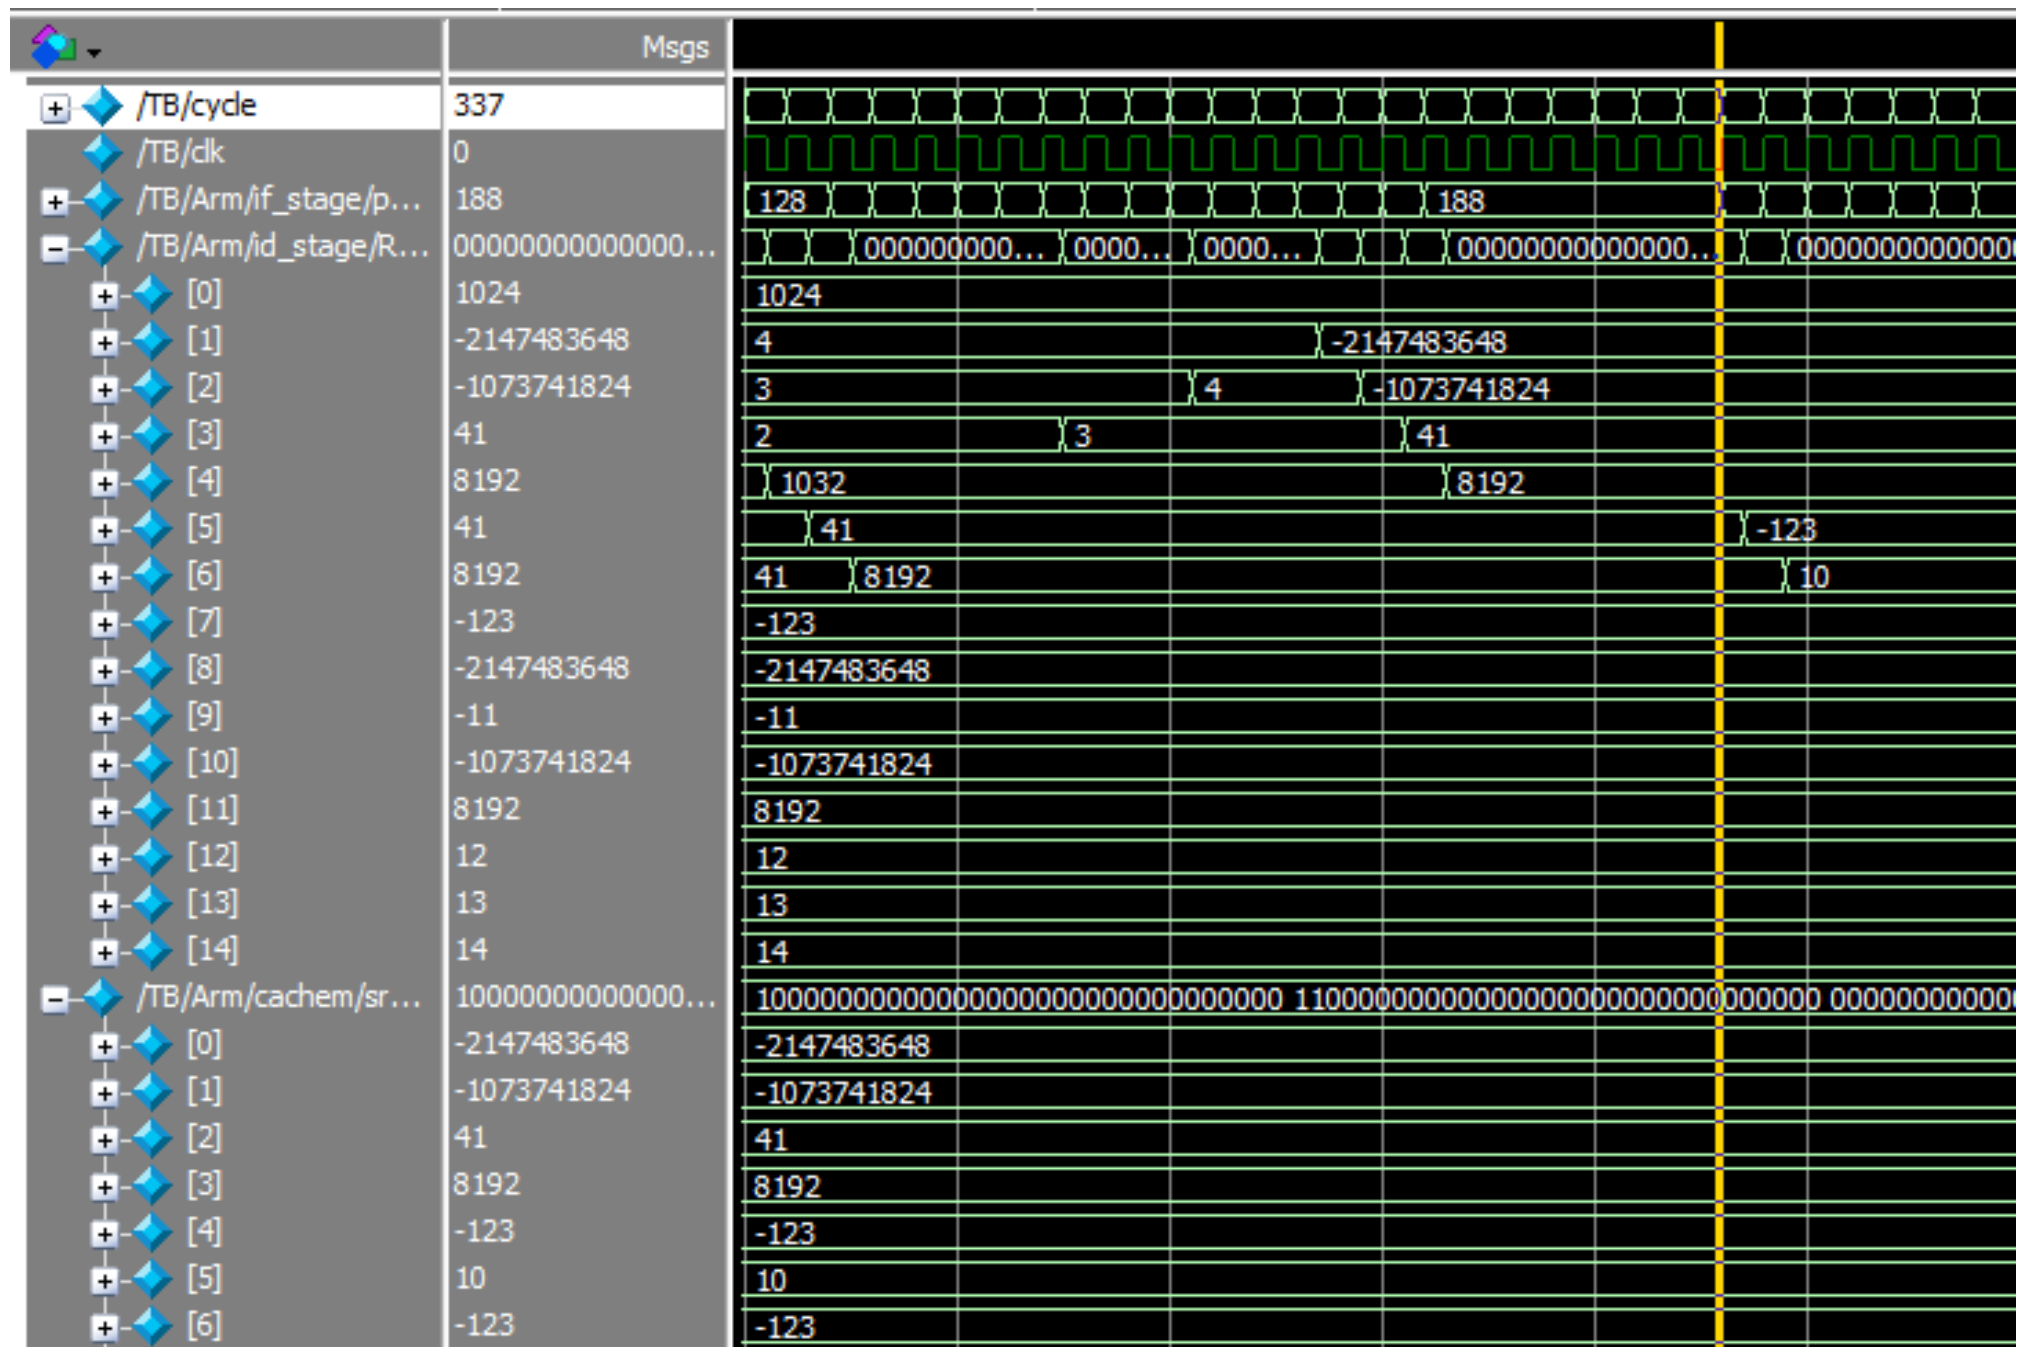 Msgs
/TB/cycle 337
/TB/clk 0
/TB/Arm/if_stage/p... 188 128 188
/TB/Arm/id_stage/R... 00000000000000... 000000000... 0000... 0000... 00000000000000... 00000000000000
[0] 1024 1024
[1] -2147483648 4 -2147483648
[2] -1073741824 3 4 -1073741824
[3] 41 2 3 41
[4] 8192 1032 8192
[5] 41 41 -123
[6] 8192 41 8192 10
[7] -123 -123
[8] -2147483648 -2147483648
[9] -11 -11
[10] -1073741824 -1073741824
[11] 8192 8192
[12] 12 12
[13] 13 13
[14] 14 14
/TB/Arm/cachem/sr... 10000000000000... 10000000000000000000000000000000 11000000000000000000000000000000 000000000000
[0] -2147483648 -2147483648
[1] -1073741824 -1073741824
[2] 41 41
[3] 8192 8192
[4] -123 -123
[5] 10 10
[6] -123 -123